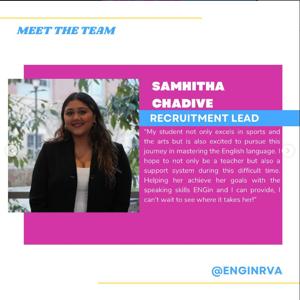 MEET THE TEAM
SAMHITHA
CHADIVE
RECRUITMENT LEAD
"My student not only excels in sports and
the arts but is also excited to pursue this
journey in mastering the English language. I
hope to not only be a teacher but also a
support system during this difficult time.
Helping her achieve her goals with the
speaking skills ENGin and I can provide, I
can't wait to see where it takes her!"
@ENGINRVA